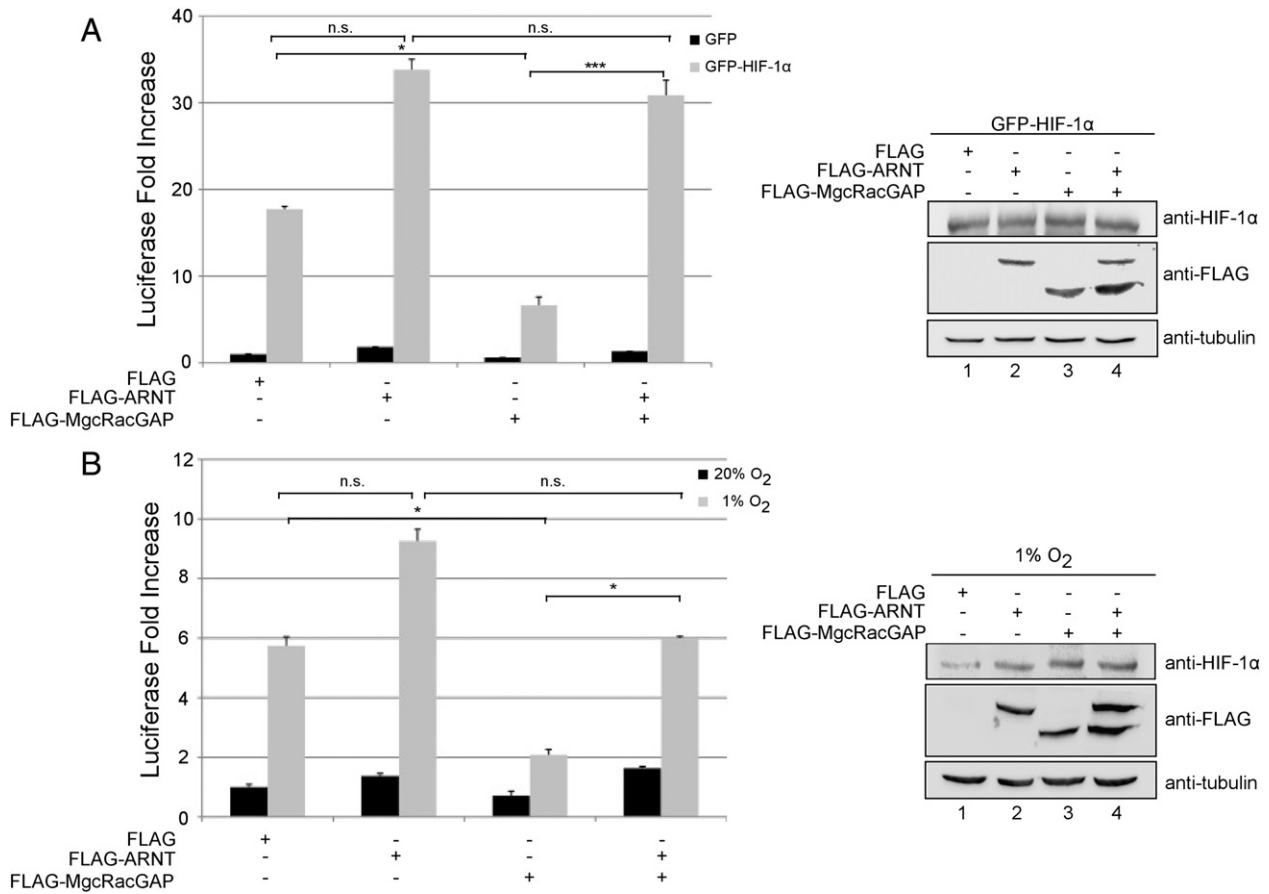 A
Luciferase Fold Increase
40
30
20
10
0
n.s.
n.s.
*
***
GFP
GFP-HIF-1α
FLAG + - - -
FLAG-ARNT - + - +
FLAG-MgcRacGAP - - + +
GFP-HIF-1α
FLAG + - - -
FLAG-ARNT - + - +
FLAG-MgcRacGAP - - + +
anti-HIF-1α
anti-FLAG
anti-tubulin
1 2 3 4
B
Luciferase Fold Increase
12
10
8
6
4
2
0
n.s.
n.s.
*
*
20% O2
1% O2
FLAG + - - -
FLAG-ARNT - + - +
FLAG-MgcRacGAP - - + +
1% O2
FLAG + - - -
FLAG-ARNT - + - +
FLAG-MgcRacGAP - - + +
anti-HIF-1α
anti-FLAG
anti-tubulin
1 2 3 4